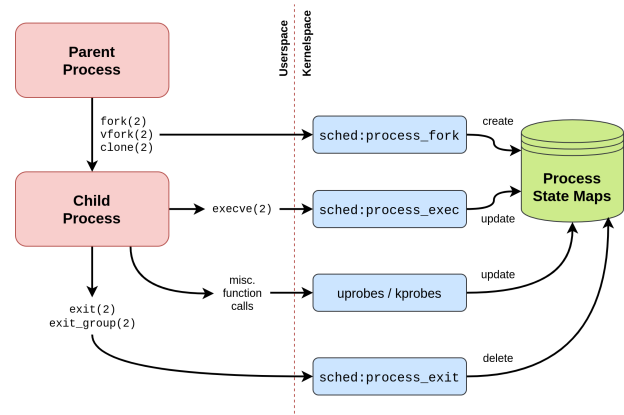 Parent
Process
Userspace
Kernelspace
fork(2)
vfork(2)
clone(2)
sched:process_fork
create
Process
State Maps
Child
Process
execve(2)
sched:process_exec
update
misc.
function
calls
uprobes / kprobes
update
exit(2)
exit_group(2)
sched:process_exit
delete